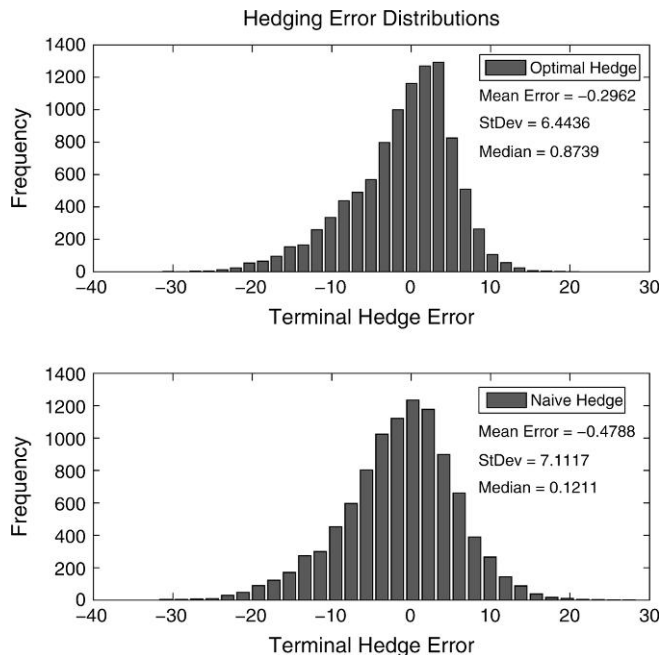 Hedging Error Distributions
1400
1200
1000
800
600
400
200
0
Frequency
Optimal Hedge
Mean Error = −0.2962
StDev = 6.4436
Median = 0.8739
−40 −30 −20 −10 0 10 20 30
Terminal Hedge Error
1400
1200
1000
800
600
400
200
0
Frequency
Naive Hedge
Mean Error = −0.4788
StDev = 7.1117
Median = 0.1211
−40 −30 −20 −10 0 10 20 30
Terminal Hedge Error